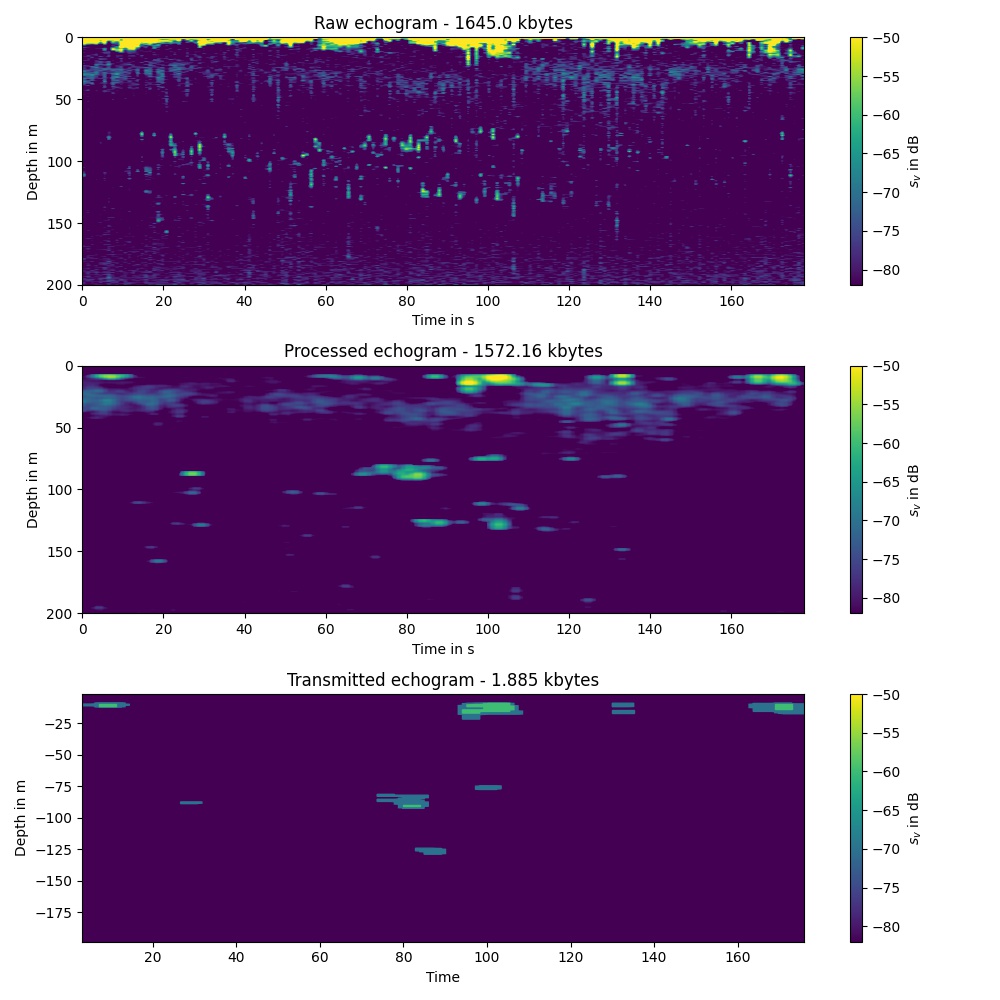 Raw echogram - 1645.0 kbytes
0
50
100
150
200
Depth in m
0 20 40 60 80 100 120 140 160
Time in s
−50
−55
−60
−65
−70
−75
−80
sv in dB
Processed echogram - 1572.16 kbytes
0
50
100
150
200
Depth in m
0 20 40 60 80 100 120 140 160
Time in s
−50
−55
−60
−65
−70
−75
−80
sv in dB
Transmitted echogram - 1.885 kbytes
−25
−50
−75
−100
−125
−150
−175
Depth in m
20 40 60 80 100 120 140 160
Time
−50
−55
−60
−65
−70
−75
−80
sv in dB